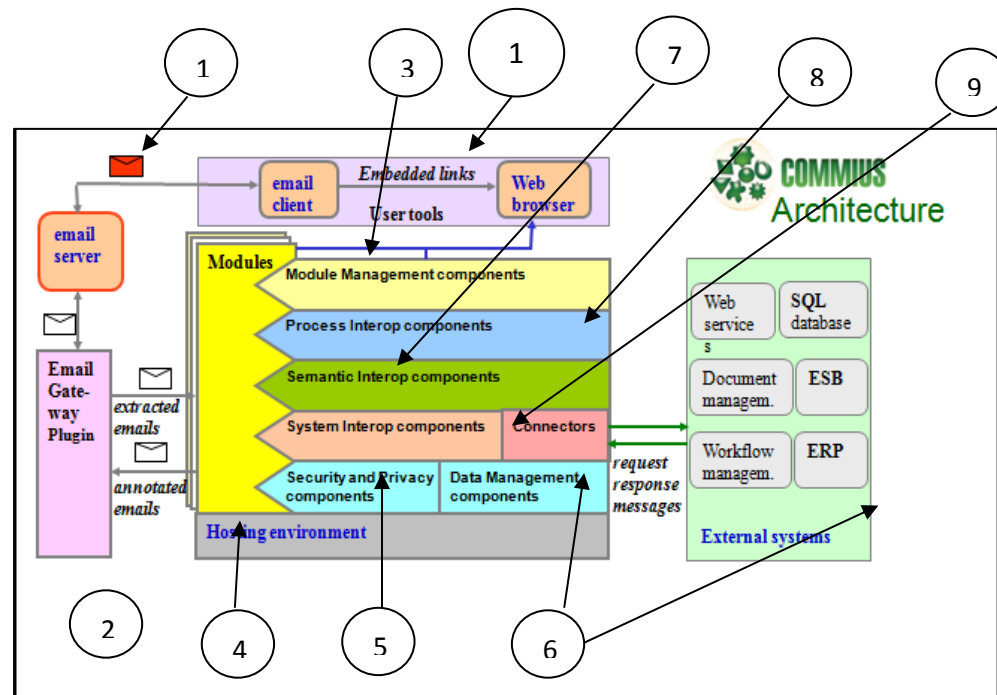 1
3
1
7
8
9
COMMIUS
Architecture
Embedded links
email
client
Web
browser
User tools
email
server
Modules
Module Management components
Process Interop components
Semantic Interop components
System Interop components
Connectors
Security and Privacy
components
Data Management
components
Hosting environment
Email
Gate-
way
Plugin
extracted
emails
annotated
emails
request
response
messages
Web
service
s
SQL
database
Document
managem.
ESB
Workflow
managem.
ERP
External systems
2
4
5
6